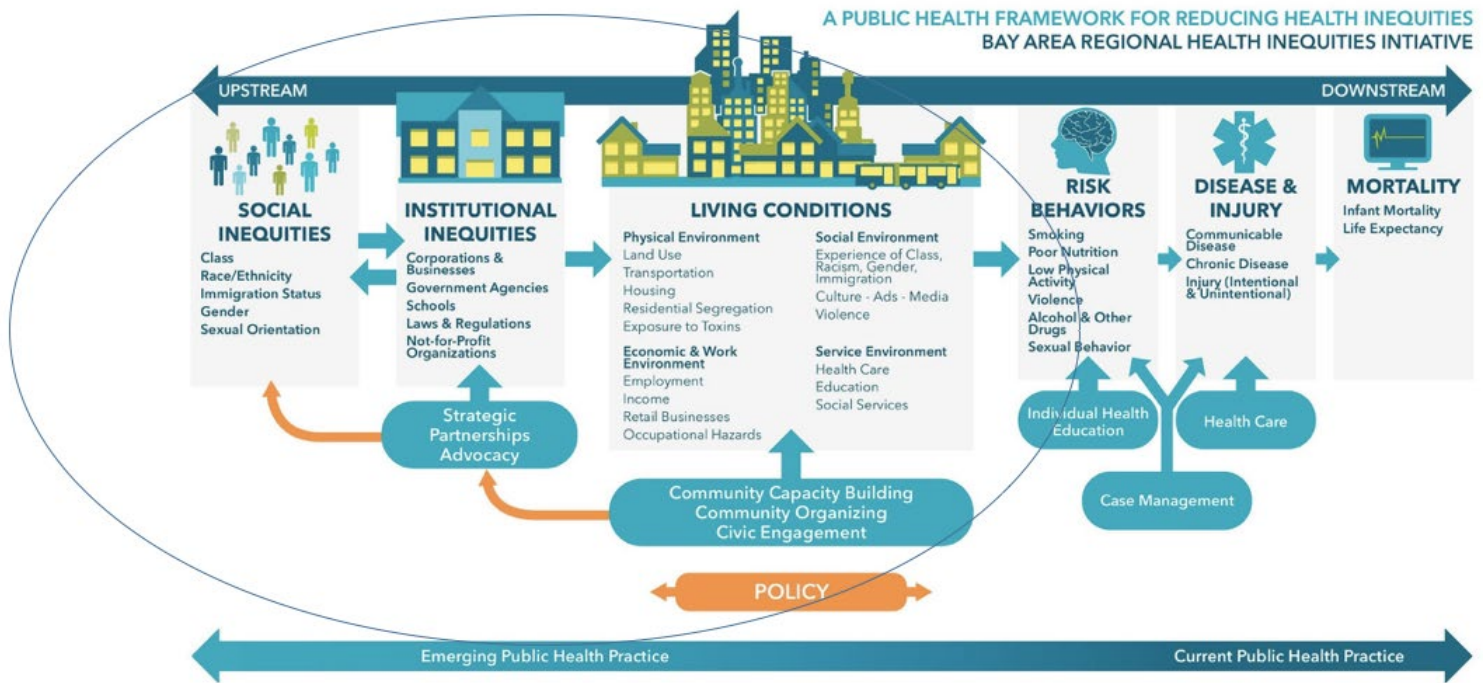 A PUBLIC HEALTH FRAMEWORK FOR REDUCING HEALTH INEQUITIES
BAY AREA REGIONAL HEALTH INEQUITIES INTIATIVE
UPSTREAM
DOWNSTREAM
SOCIAL
INEQUITIES
Class
Race/Ethnicity
Immigration Status
Gender
Sexual Orientation
INSTITUTIONAL
INEQUITIES
Corporations &
Businesses
Government Agencies
Schools
Laws & Regulations
Not-for-Profit
Organizations
LIVING CONDITIONS
Physical Environment
Land Use
Transportation
Housing
Residential Segregation
Exposure to Toxins
Economic & Work
Environment
Employment
Income
Retail Businesses
Occupational Hazards
Social Environment
Experience of Class,
Racism, Gender,
Immigration
Culture - Ads - Media
Violence
Service Environment
Health Care
Education
Social Services
RISK
BEHAVIORS
Smoking
Poor Nutrition
Low Physical
Activity
Violence
Alcohol & Other
Drugs
Sexual Behavior
DISEASE &
INJURY
Communicable
Disease
Chronic Disease
Injury (Intentional
& Unintentional)
MORTALITY
Infant Mortality
Life Expectancy
Strategic
Partnerships
Advocacy
Community Capacity Building
Community Organizing
Civic Engagement
Individual Health
Education
Health Care
Case Management
POLICY
Emerging Public Health Practice
Current Public Health Practice